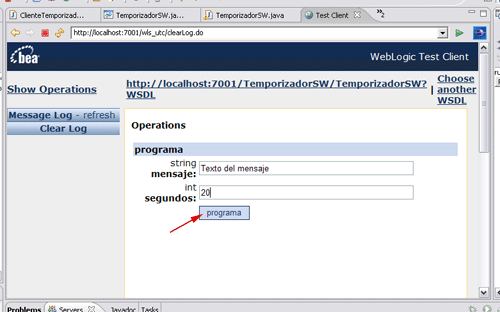 ClienteTemporizad... TemporizadorSW.ja... TemporizadorSW.java Test Client »2
http://localhost:7001/wls_utc/clearLog.do
bea WebLogic Test Client
Show Operations
http://localhost:7001/TemporizadorSW/TemporizadorSW?WSDL
| Choose another WSDL
Message Log - refresh
Clear Log
Operations
programa
string mensaje: Texto del mensaje
int segundos: 20
programa
Problems Servers Javadoc Tasks